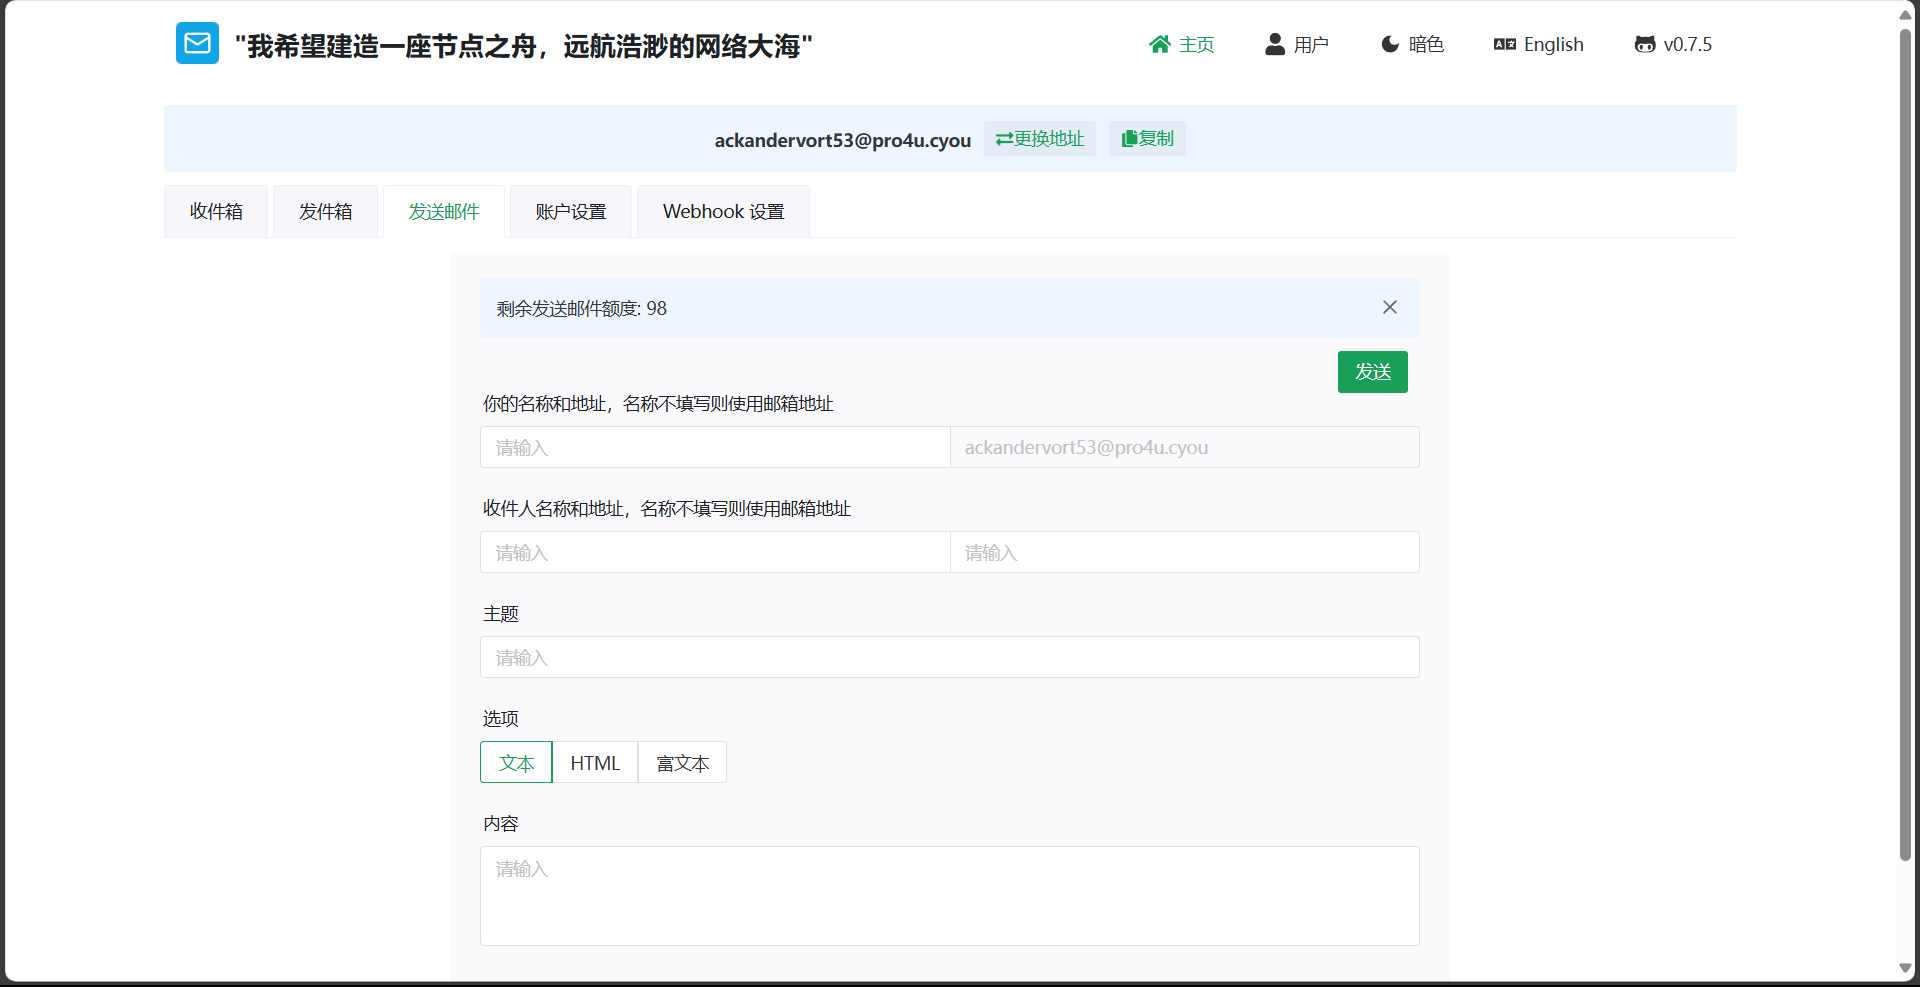 "我希望建造一座节点之舟，远航浩渺的网络大海"
主页
用户
暗色
English
v0.7.5
ackandervort53@pro4u.cyou
更换地址
复制
收件箱
发件箱
发送邮件
账户设置
Webhook 设置
剩余发送邮件额度: 98
发送
你的名称和地址，名称不填写则使用邮箱地址
请输入
ackandervort53@pro4u.cyou
收件人名称和地址，名称不填写则使用邮箱地址
请输入
请输入
主题
请输入
选项
文本
HTML
富文本
内容
请输入